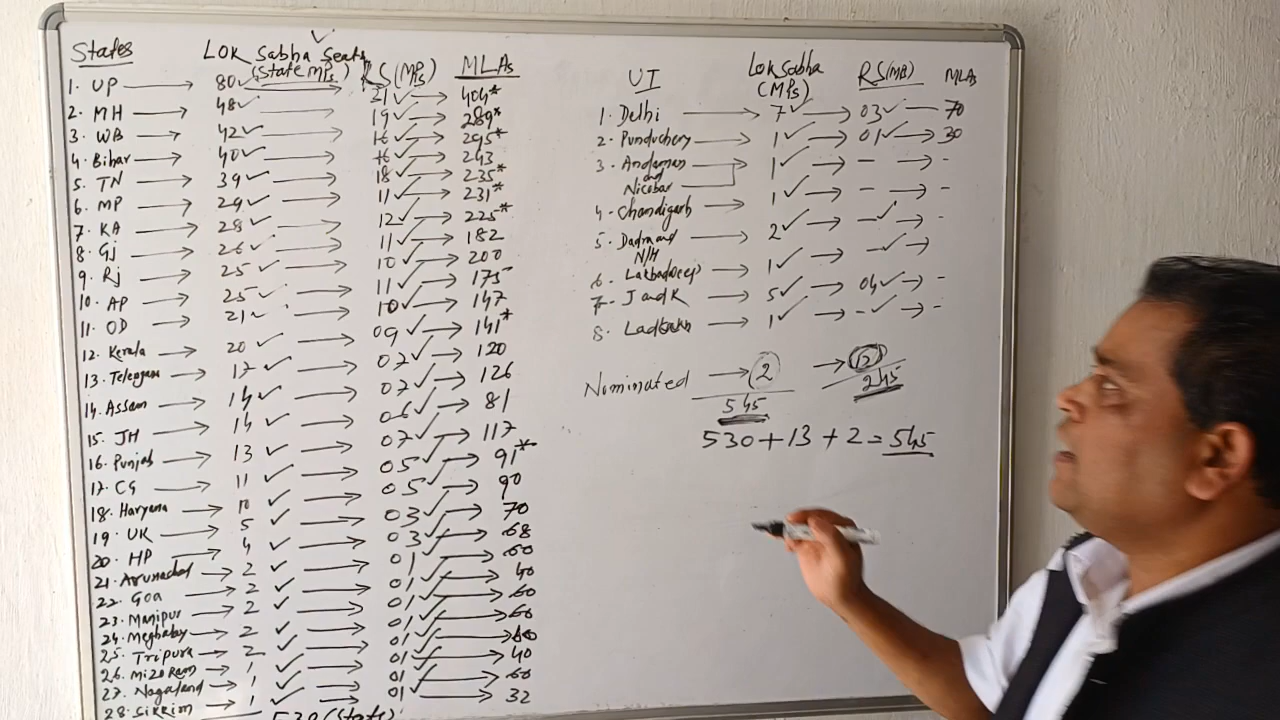 States LOK Sabha Seats RS(MPs) MLAs
(State MPs)
1. UP → 80 → 31 → 404*
2. MH → 48 → 19 → 289*
3. WB → 42 → 16 → 295*
4. Bihar → 40 → 16 → 243
5. TN → 39 → 18 → 235*
6. MP → 29 → 11 → 231*
7. KA → 28 → 12 → 225*
8. Gj → 26 → 11 → 182
9. Rj → 25 → 10 → 200
10. AP → 25 → 11 → 175
11. OD → 21 → 10 → 147
12. Kerala → 20 → 09 → 141*
13. Telengana → 17 → 07 → 120
14. Assam → 14 → 07 → 126
15. JH → 14 → 06 → 81
16. Punjab → 13 → 07 → 117
17. CG → 11 → 05 → 91*
18. Haryana → 10 → 05 → 90
19. UK → 5 → 03 → 70
20. HP → 4 → 03 → 68
21. Arunachal → 2 → 01 → 60
22. Goa → 2 → 01 → 40
23. Manipur → 2 → 01 → 60
24. Meghalay → 2 → 01 → 60
25. Tripura → 2 → 01 → 60
26. Mizoram → 1 → 01 → 40
27. Nagaland → 1 → 01 → 60
28. Sikkim → 1 → 01 → 32
530 (State)
UT Lok Sabha RS(MP) MLAs
(MPs)
1. Delhi → 7 → 03 → 70
2. Punduchery → 1 → 01 → 30
3. Andaman → 1 → - → -
and
Nicobar
4. Chandigarh → 1 → - → -
5. Dadra and → 2 → - → -
N/H
6. → 1 → - →
7. J and K → 5 → 04 → -
8. Ladakh → 1 → - → -
Nominated → 2 → 12
545 245
530 + 13 + 2 = 545